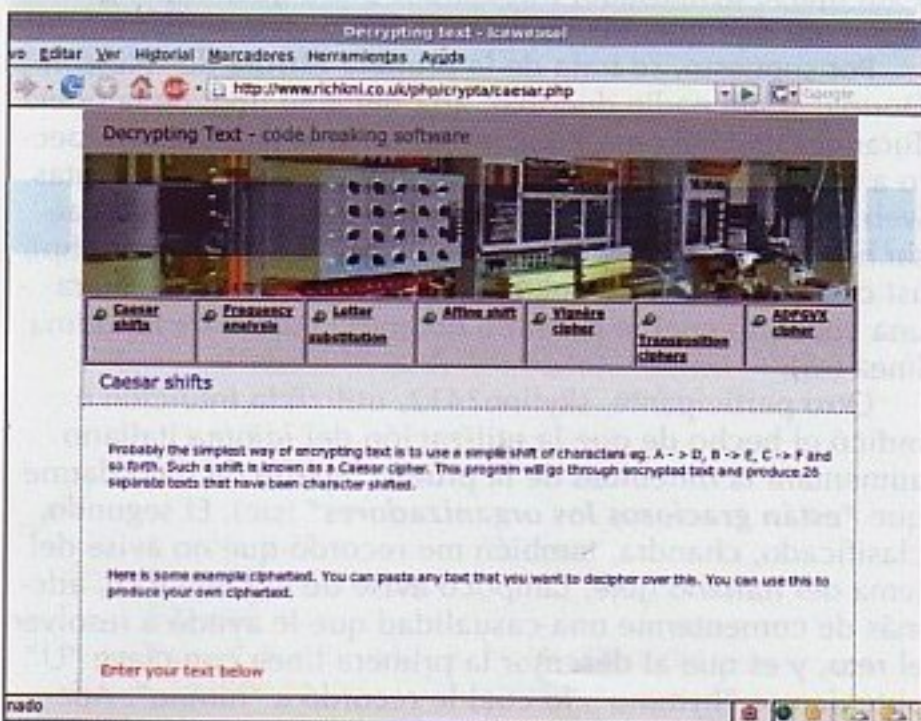 Decrypting text - Iceweasel
vo Editar Ver Historial Marcadores Herramientas Ayuda
http://www.richkni.co.uk/php/crypta/caesar.php
Google
Decrypting Text - code breaking software
Caesar shifts
Frequency analysis
Letter substitution
Affine shift
Vigenère cipher
Transposition ciphers
ADFGVX cipher
Caesar shifts
Probably the simplest way of encrypting text is to use a simple shift of characters eg. A - > D, B -> E, C -> F and
so forth. Such a shift is known as a Caesar cipher. This program will go through encrypted text and produce 26
separate texts that have been character shifted.
Here is some example ciphertext. You can paste any text that you want to decipher over this. You can use this to
produce your own ciphertext.
Enter your text below
nado